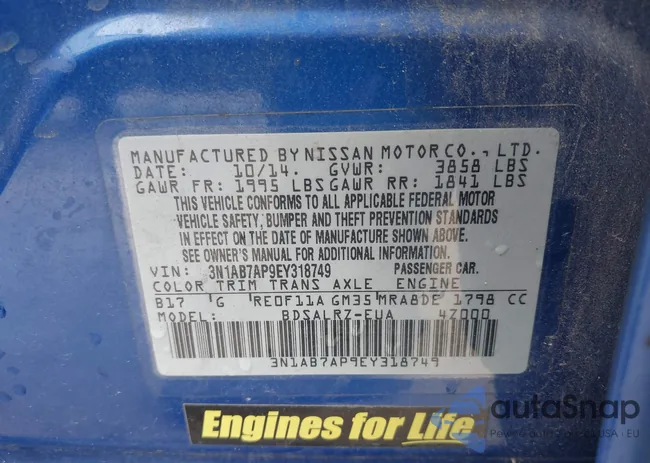 MANUFACTURED BY NISSAN MOTOR CO., LTD.
DATE: 10/14. GVWR: 3858 LBS
GAWR FR: 1995 LBS GAWR RR: 1841 LBS
THIS VEHICLE CONFORMS TO ALL APPLICABLE FEDERAL MOTOR
VEHICLE SAFETY, BUMPER AND THEFT PREVENTION STANDARDS
IN EFFECT ON THE DATE OF MANUFACTURE SHOWN ABOVE.
SEE OWNER'S MANUAL FOR ADDITIONAL INFORMATION.
VIN: 3N1AB7AP9EY318749 PASSENGER CAR.
COLOR TRIM TRANS AXLE ENGINE
B17 G RE0F11A GM35 MRA8DE 1798 CC
MODEL: BDSALRZ-EUA 4Z000
3N1AB7AP9EY318749
Engines for Life
autoSnap
USA EU